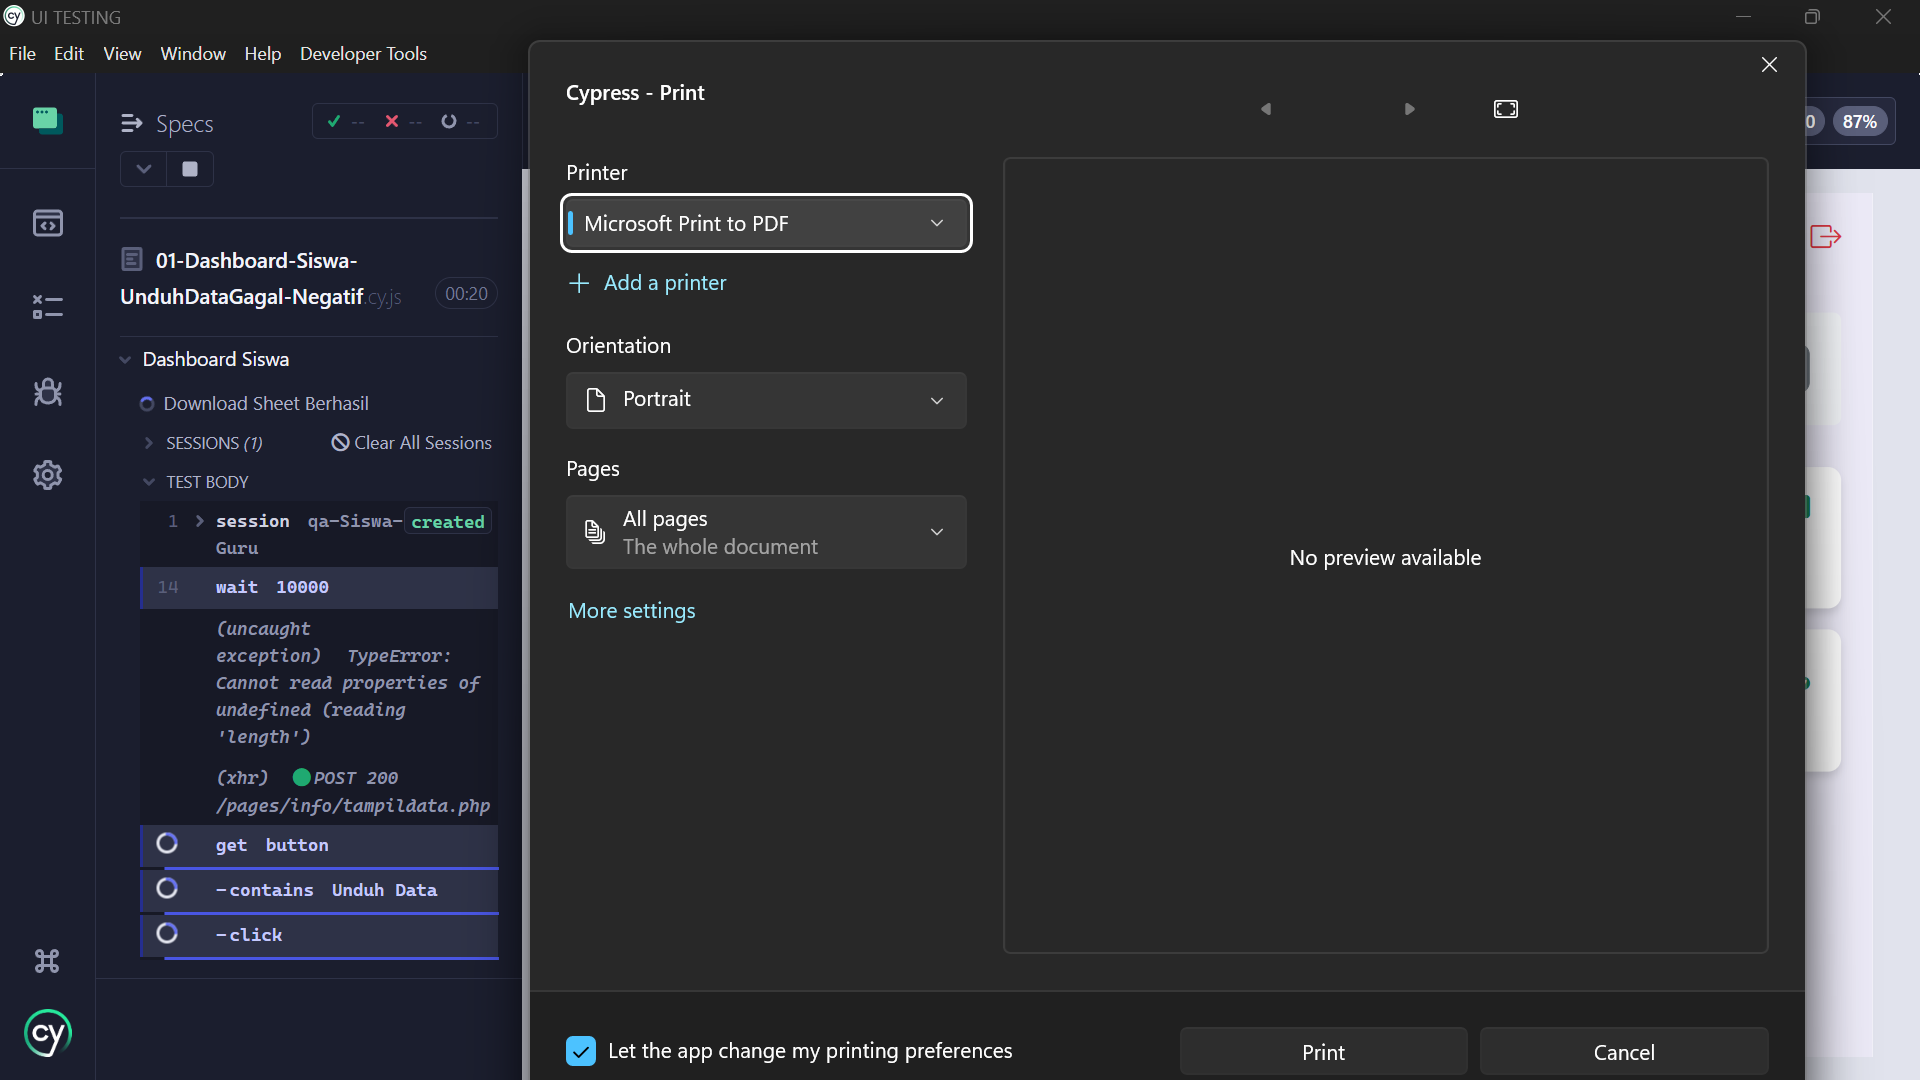 cy UI TESTING
File Edit View Window Help Developer Tools
Specs
-- -- --
01-Dashboard-Siswa-
UnduhDataGagal-Negatif.cy.js 00:20
Dashboard Siswa
Download Sheet Berhasil
SESSIONS (1) Clear All Sessions
TEST BODY
1 session qa-Siswa- created
Guru
14 wait 10000
(uncaught
exception) TypeError:
Cannot read properties of
undefined (reading
'length')
(xhr) POST 200
/pages/info/tampildata.php
get button
-contains Unduh Data
-click
cy
Cypress - Print
Printer
Microsoft Print to PDF
Add a printer
Orientation
Portrait
Pages
All pages
The whole document
More settings
No preview available
Let the app change my printing preferences
Print
Cancel
0 87%